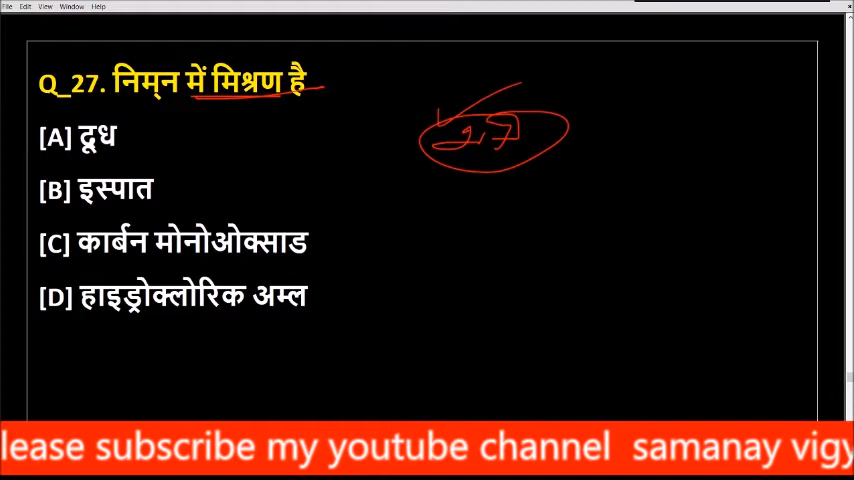 File Edit View Window Help
Q_27. निम्न में मिश्रण है
[A] दूध
[B] इस्पात
[C] कार्बन मोनोओक्साड
[D] हाइड्रोक्लोरिक अम्ल
lease subscribe my youtube channel samanay vigy